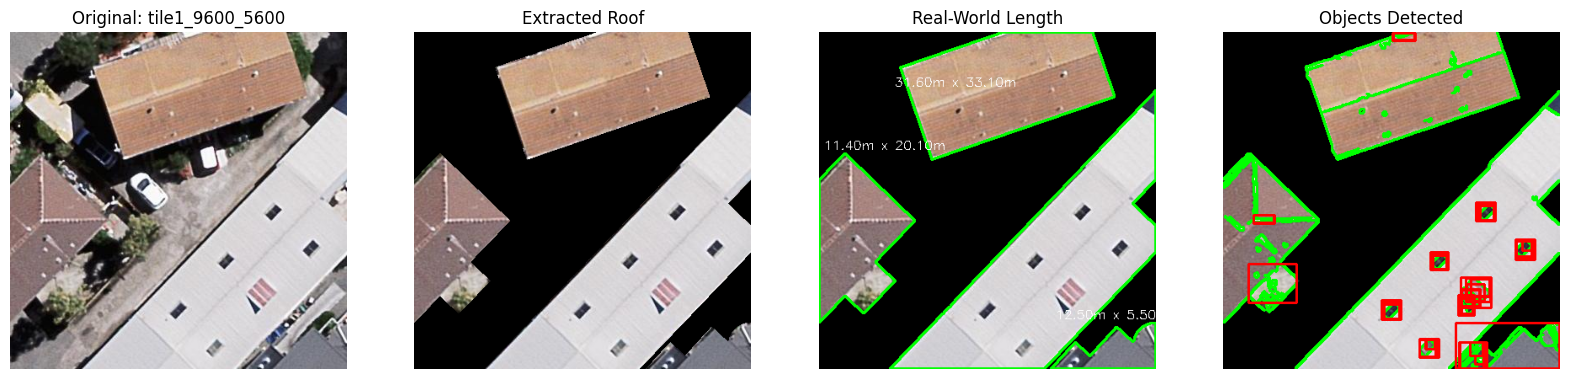 Original: tile1_9600_5600
Extracted Roof
Real-World Length
Objects Detected
31.60m x 33.10m
11.40m x 20.10m
12.50m x 5.50